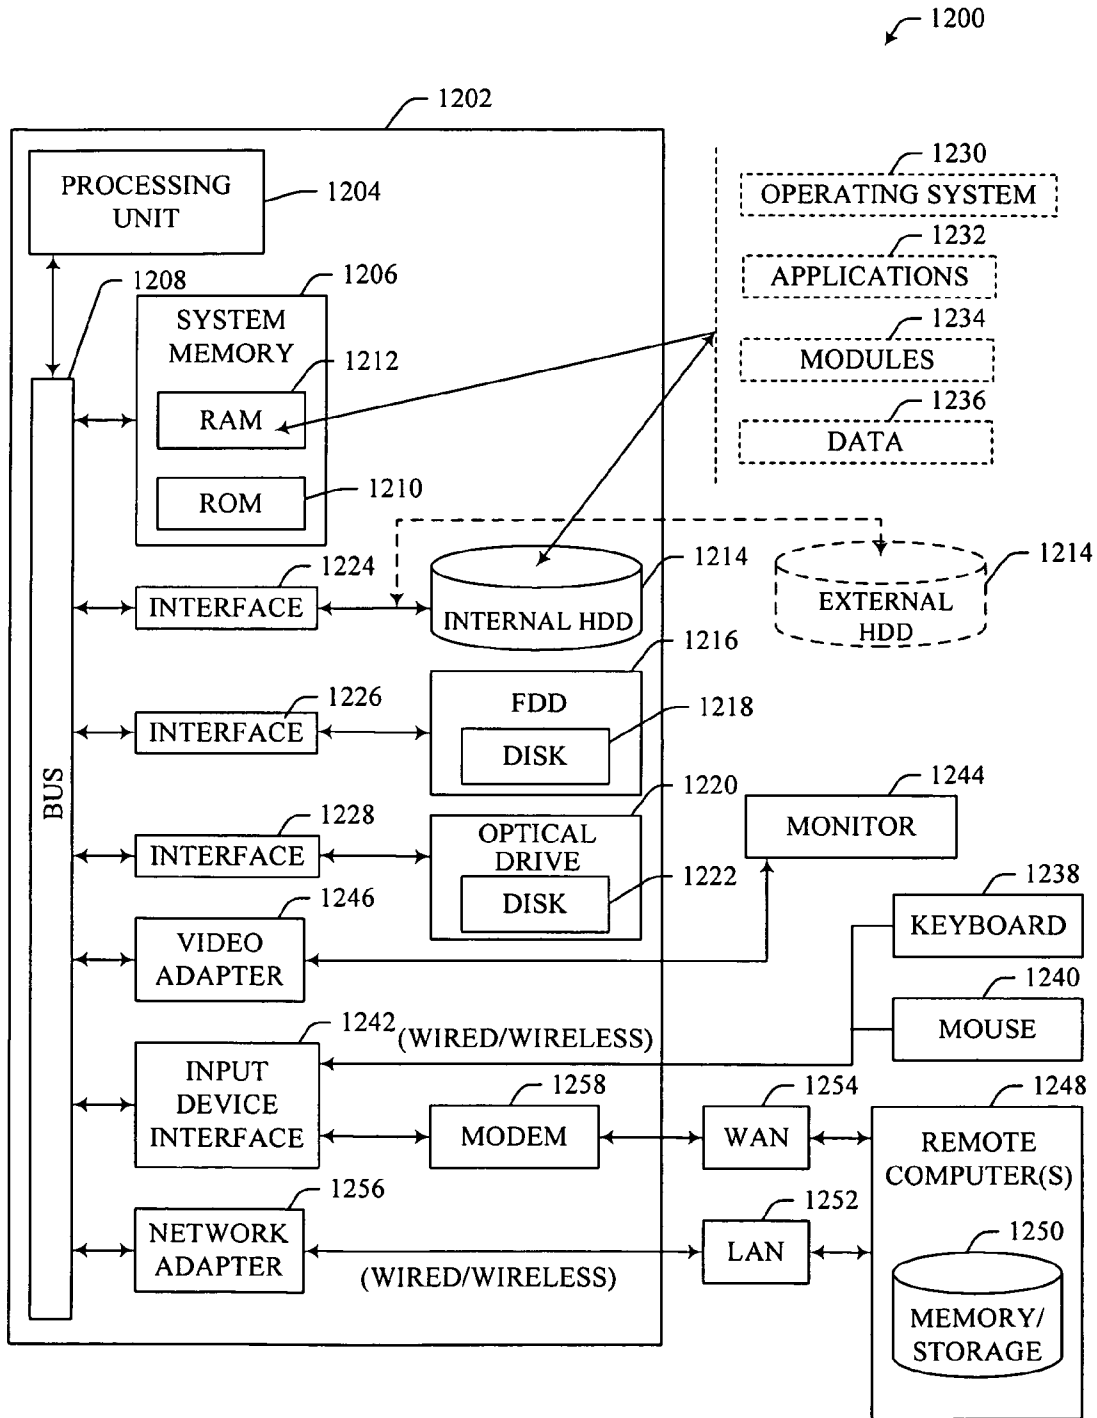 1200
1202
PROCESSING
UNIT
1204
1230
OPERATING SYSTEM
1232
APPLICATIONS
1234
MODULES
1236
DATA
1208
1206
SYSTEM
MEMORY
1212
RAM
1210
ROM
1224
INTERFACE
1214
INTERNAL HDD
1214
EXTERNAL
HDD
1226
INTERFACE
1216
FDD
1218
DISK
BUS
1228
INTERFACE
1220
OPTICAL
DRIVE
1222
DISK
1244
MONITOR
1246
VIDEO
ADAPTER
1238
KEYBOARD
1240
MOUSE
1242
(WIRED/WIRELESS)
INPUT
DEVICE
INTERFACE
1258
MODEM
1254
WAN
1248
REMOTE
COMPUTER(S)
1256
NETWORK
ADAPTER
(WIRED/WIRELESS)
1252
LAN
1250
MEMORY/
STORAGE